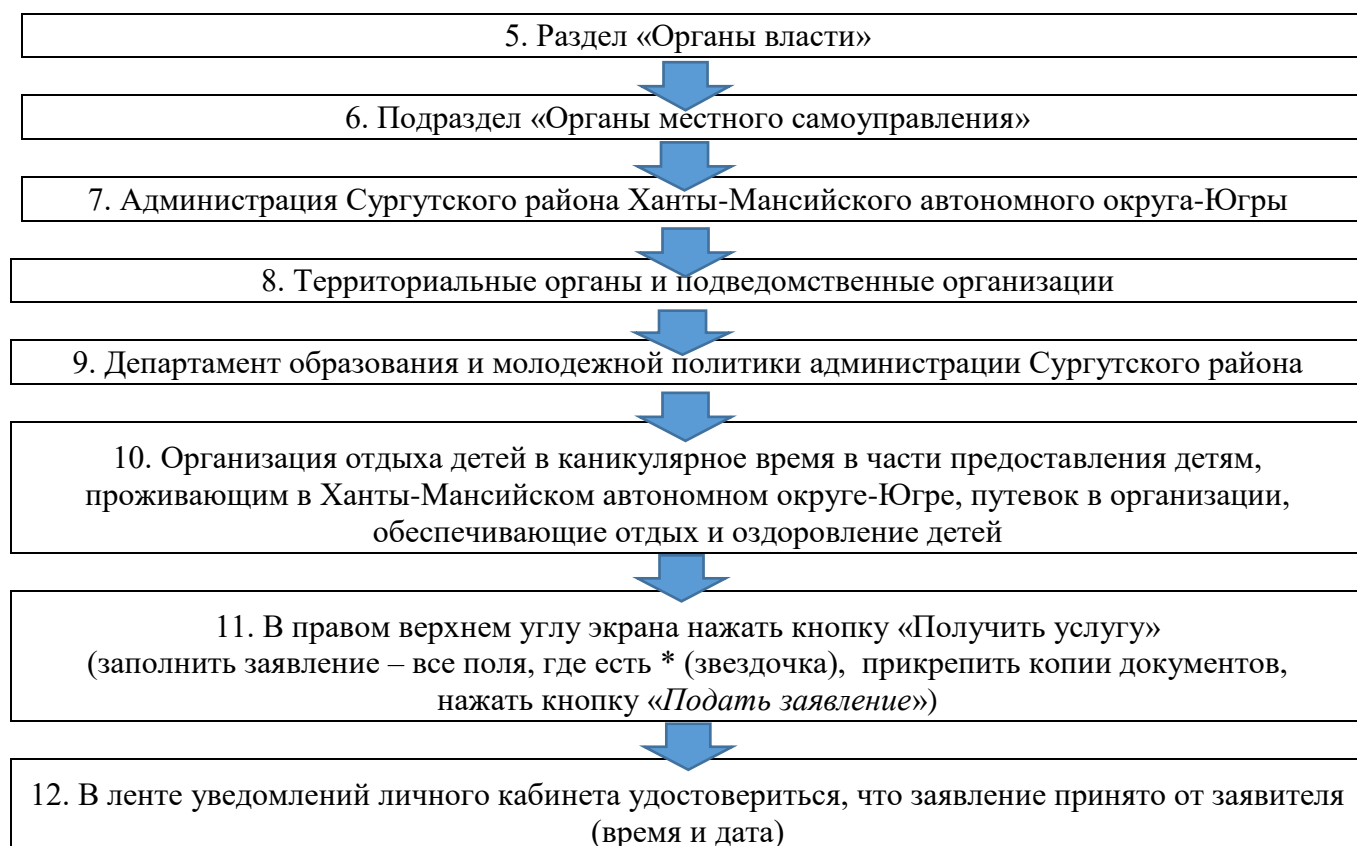 5. Раздел «Органы власти»
6. Подраздел «Органы местного самоуправления»
7. Администрация Сургутского района Ханты-Мансийского автономного округа-Югры
8. Территориальные органы и подведомственные организации
9. Департамент образования и молодежной политики администрации Сургутского района
10. Организация отдыха детей в каникулярное время в части предоставления детям,
проживающим в Ханты-Мансийском автономном округе-Югре, путевок в организации,
обеспечивающие отдых и оздоровление детей
11. В правом верхнем углу экрана нажать кнопку «Получить услугу»
(заполнить заявление – все поля, где есть * (звездочка), прикрепить копии документов,
нажать кнопку «Подать заявление»)
12. В ленте уведомлений личного кабинета удостовериться, что заявление принято от заявителя
(время и дата)